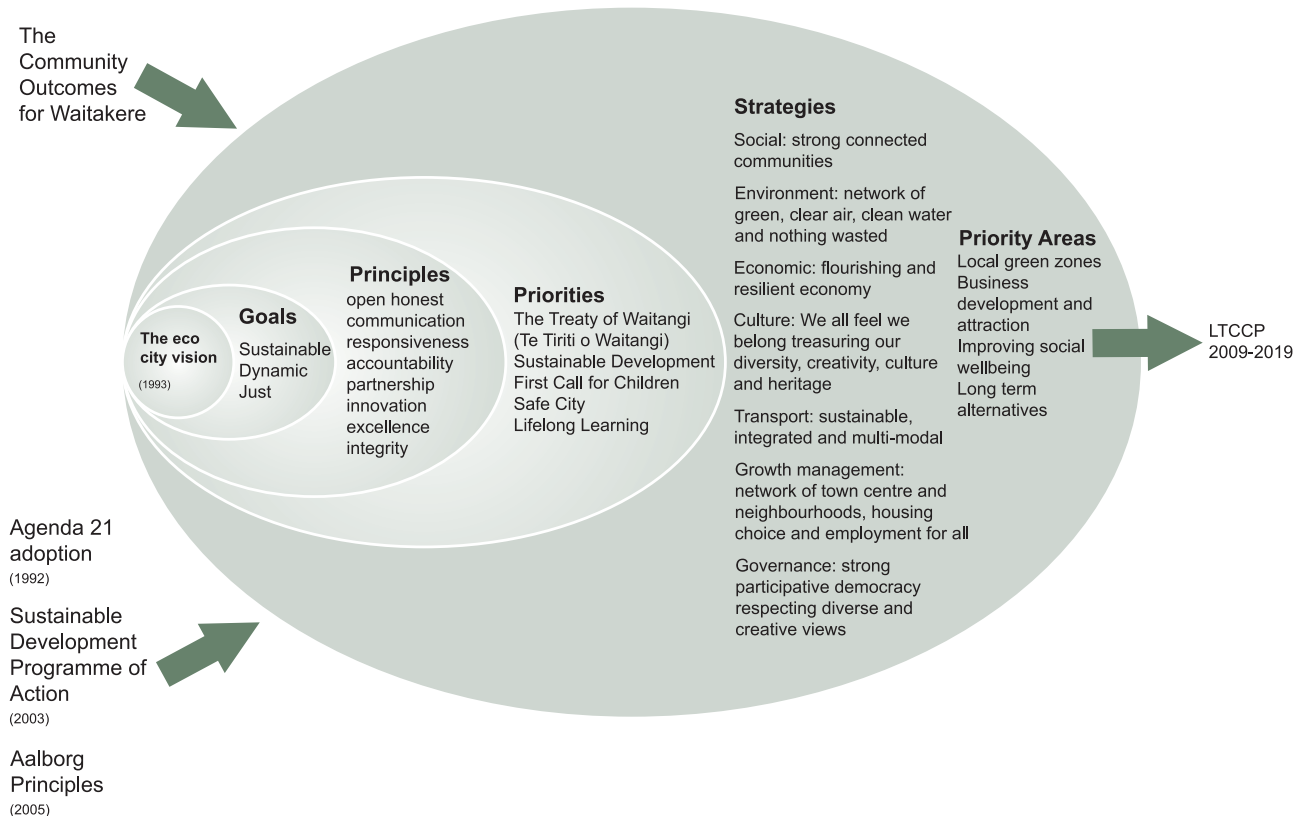 The
Community
Outcomes
for Waitakere
The eco
city vision
(1993)
Goals
Sustainable
Dynamic
Just
Principles
open honest
communication
responsiveness
accountability
partnership
innovation
excellence
integrity
Priorities
The Treaty of Waitangi
(Te Tiriti o Waitangi)
Sustainable Development
First Call for Children
Safe City
Lifelong Learning
Strategies
Social: strong connected
communities
Environment: network of
green, clear air, clean water
and nothing wasted
Economic: flourishing and
resilient economy
Culture: We all feel we
belong treasuring our
diversity, creativity, culture
and heritage
Transport: sustainable,
integrated and multi-modal
Growth management:
network of town centre and
neighbourhoods, housing
choice and employment for all
Governance: strong
participative democracy
respecting diverse and
creative views
Priority Areas
Local green zones
Business
development and
attraction
Improving social
wellbeing
Long term
alternatives
LTCCP
2009-2019
Agenda 21
adoption
(1992)
Sustainable
Development
Programme of
Action
(2003)
Aalborg
Principles
(2005)